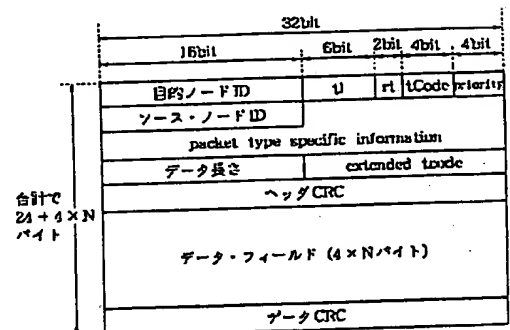 32bit
16bit 6bit 2bit 4bit 4bit
目的ノードID tl rt tCode priority
ソース・ノードID
packet type specific information
データ長さ extended tcode
ヘッダCRC
合計で
24+4×N
バイト
データ・フィールド (4×Nバイト)
データCRC